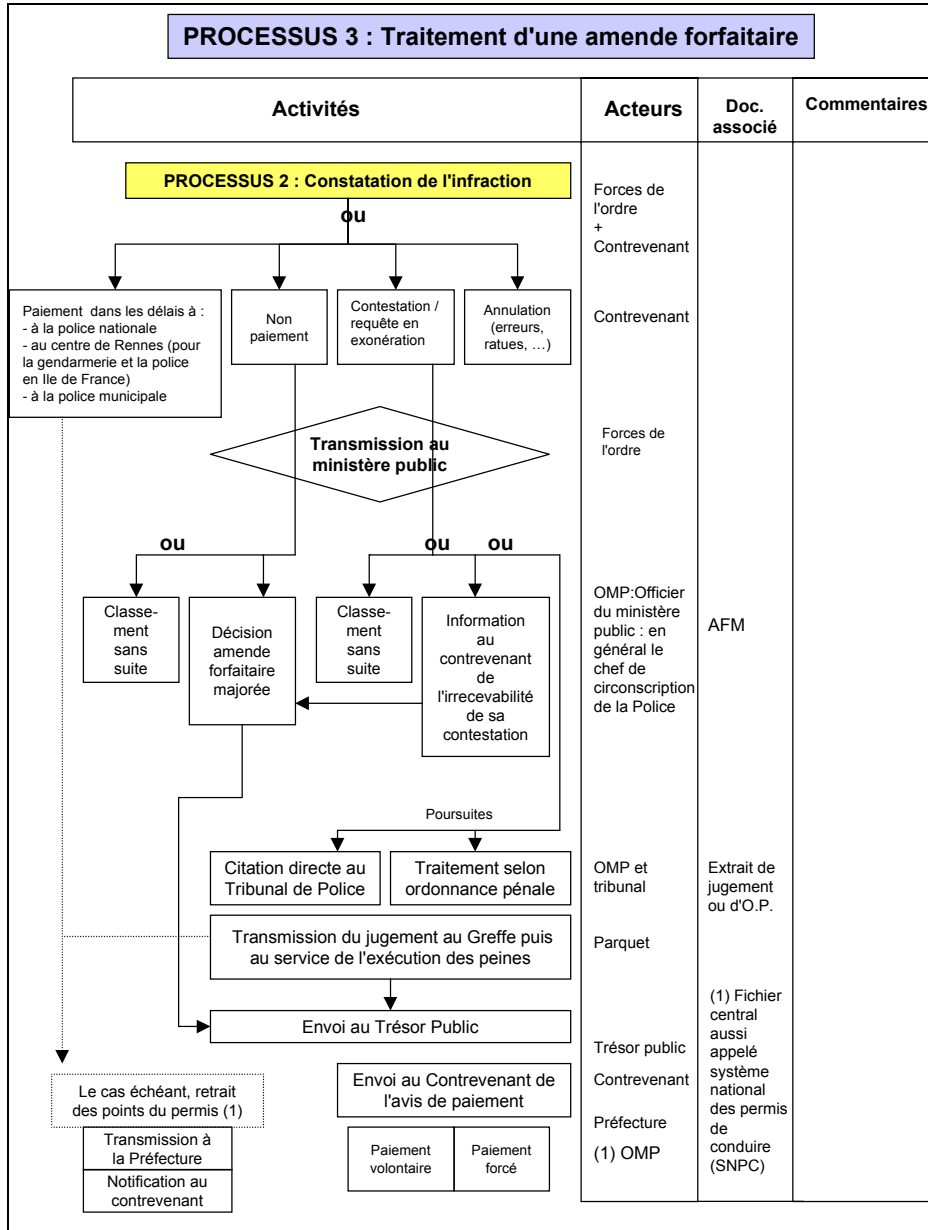 PROCESSUS 3 : Traitement d'une amende forfaitaire
Activités
Acteurs
Doc.
associé
Commentaires
PROCESSUS 2 : Constatation de l'infraction
ou
Forces de
l'ordre
+
Contrevenant
Paiement dans les délais à :
- à la police nationale
- au centre de Rennes (pour
la gendarmerie et la police
en Ile de France)
- à la police municipale
Non
paiement
Contestation /
requête en
exonération
Annulation
(erreurs,
ratues, …)
Contrevenant
Transmission au
ministère public
Forces de
l'ordre
ou
ou
ou
Classe-
ment
sans
suite
Décision
amende
forfaitaire
majorée
Classe-
ment
sans
suite
Information
au
contrevenant
de
l'irrecevabilité
de sa
contestation
OMP:Officier
du ministère
public : en
général le
chef de
circonscription
de la Police
AFM
Poursuites
Citation directe au
Tribunal de Police
Traitement selon
ordonnance pénale
OMP et
tribunal
Extrait de
jugement
ou d'O.P.
Transmission du jugement au Greffe puis
au service de l'exécution des peines
Parquet
Envoi au Trésor Public
Trésor public
(1) Fichier
central
aussi
appelé
système
national
des permis
de
conduire
(SNPC)
Le cas échéant, retrait
des points du permis (1)
Envoi au Contrevenant de
l'avis de paiement
Contrevenant
Transmission à
la Préfecture
Notification au
contrevenant
Paiement
volontaire
Paiement
forcé
Préfecture
(1) OMP